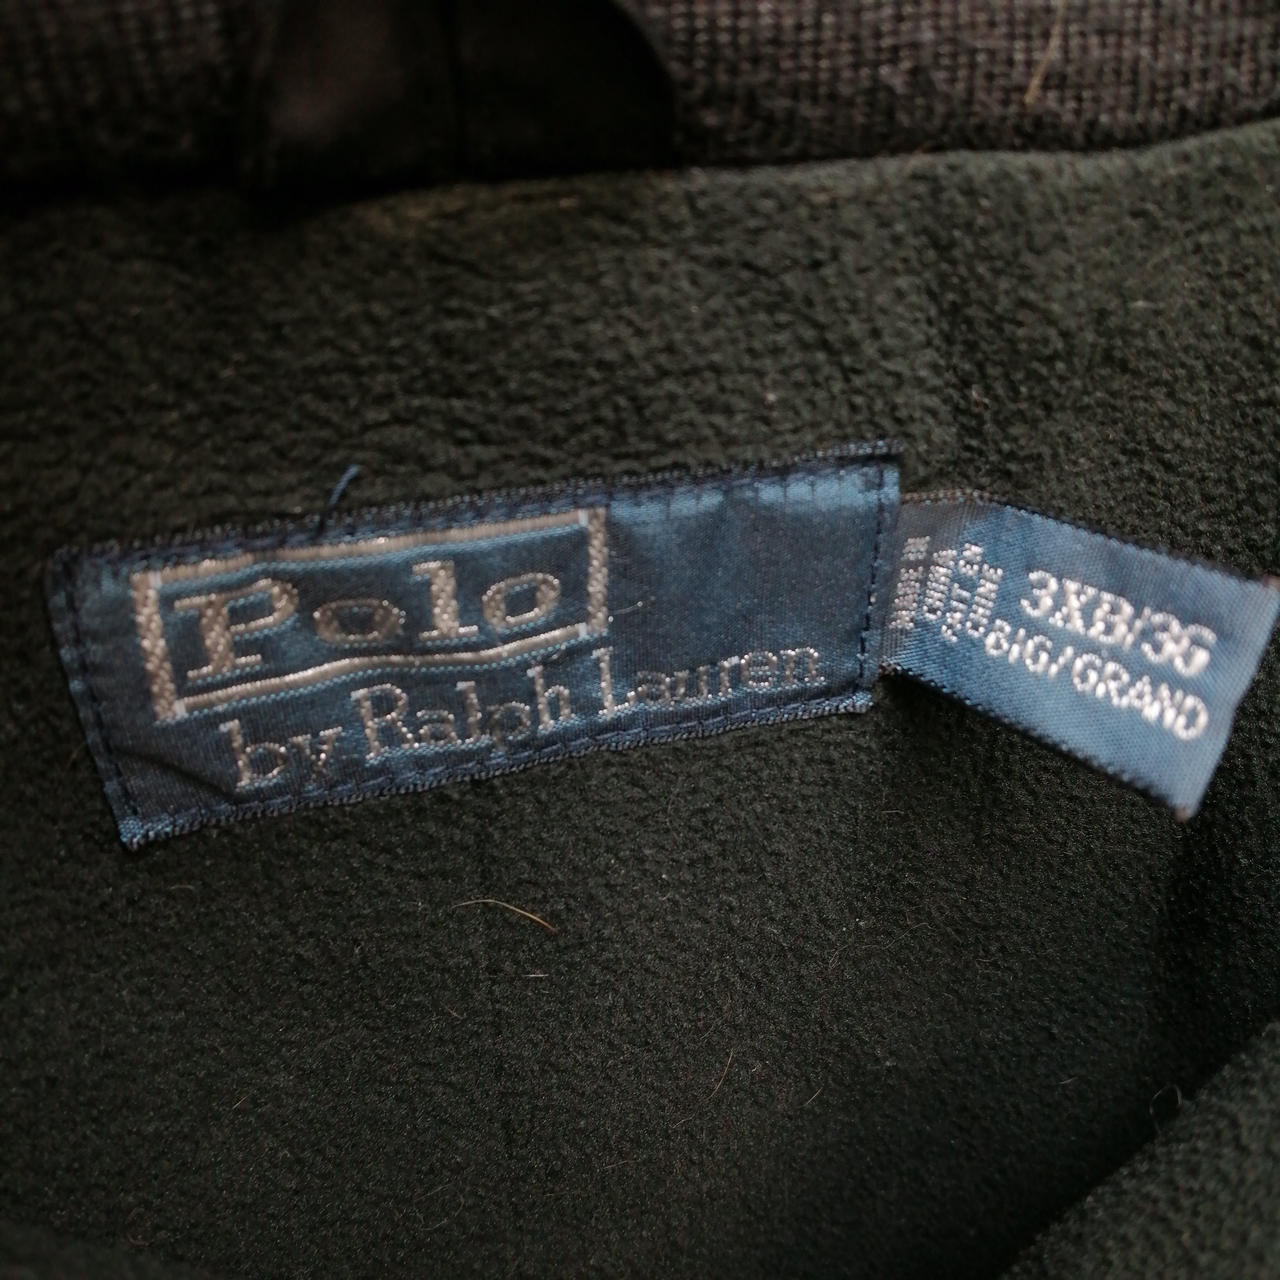 Polo
by Ralph Lauren
3XB/3G
BIG/GRAND